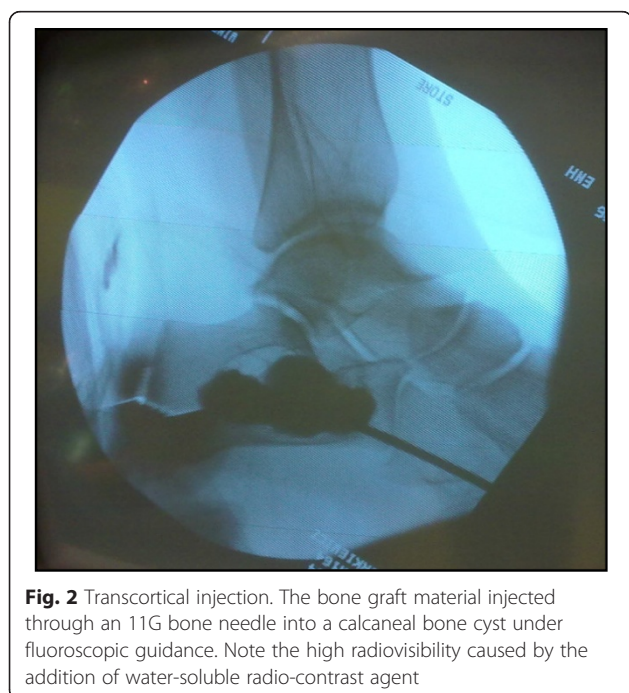 STORE
ENH
Fig. 2 Transcortical injection. The bone graft material injected
through an 11G bone needle into a calcaneal bone cyst under
fluoroscopic guidance. Note the high radiovisibility caused by the
addition of water-soluble radio-contrast agent